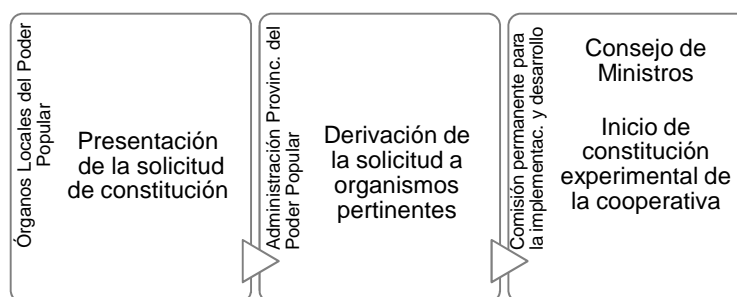 Órganos Locales del Poder
Popular
Presentación
de la solicitud
de constitución
Administración Provinc. del
Poder Popular
Derivación de
la solicitud a
organismos
pertinentes
Comisión permanente para
la implementac. y desarrollo
Consejo de
Ministros
Inicio de
constitución
experimental de
la cooperativa